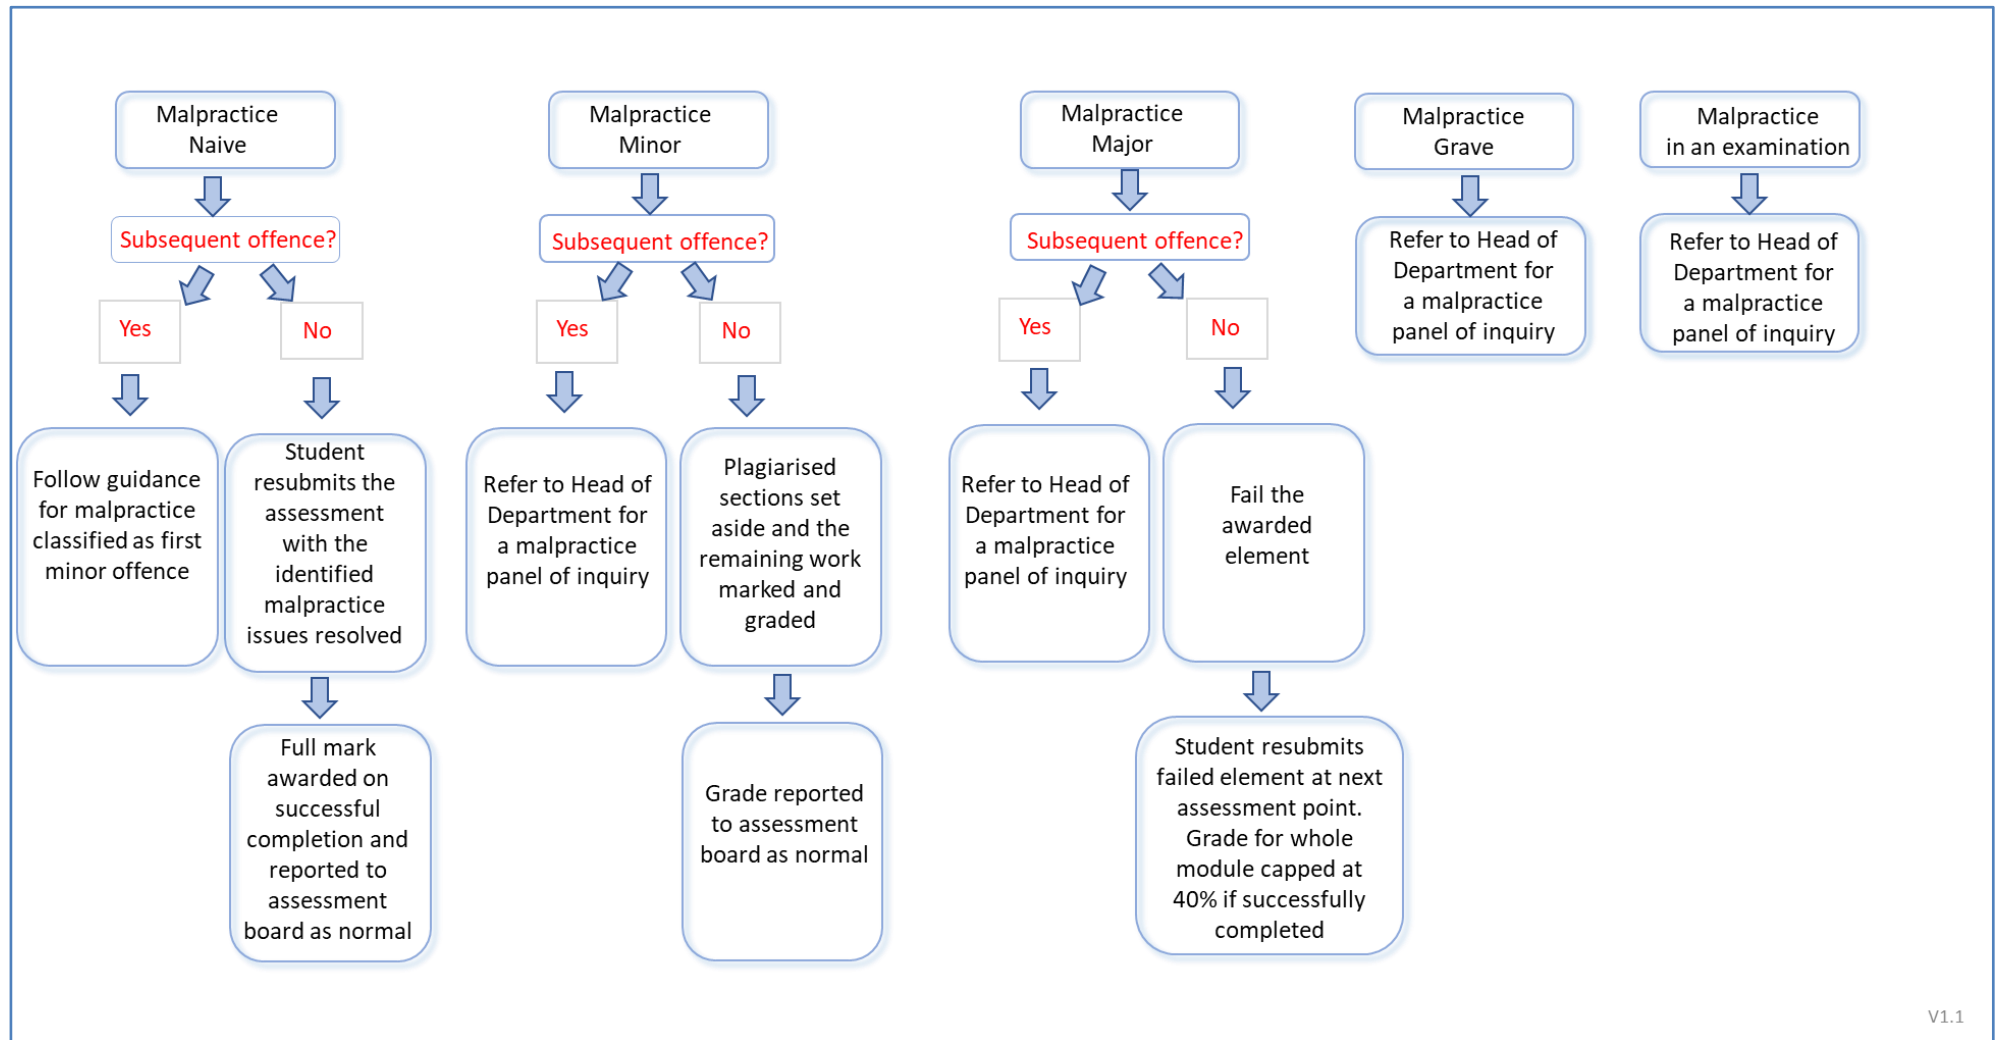 Malpractice
Naive
Subsequent offence?
Yes
No
Follow guidance
for malpractice
classified as first
minor offence
Student
resubmits the
assessment
with the
identified
malpractice
issues resolved
Full mark
awarded on
successful
completion and
reported to
assessment
board as normal
Malpractice
Minor
Subsequent offence?
Yes
No
Refer to Head of
Department for
a malpractice
panel of inquiry
Plagiarised
sections set
aside and the
remaining work
marked and
graded
Grade reported
to assessment
board as normal
Malpractice
Major
Subsequent offence?
Yes
No
Refer to Head of
Department for
a malpractice
panel of inquiry
Fail the
awarded
element
Student resubmits
failed element at next
assessment point.
Grade for whole
module capped at
40% if successfully
completed
Malpractice
Grave
Refer to Head of
Department for
a malpractice
panel of inquiry
Malpractice
in an examination
Refer to Head of
Department for
a malpractice
panel of inquiry
V1.1